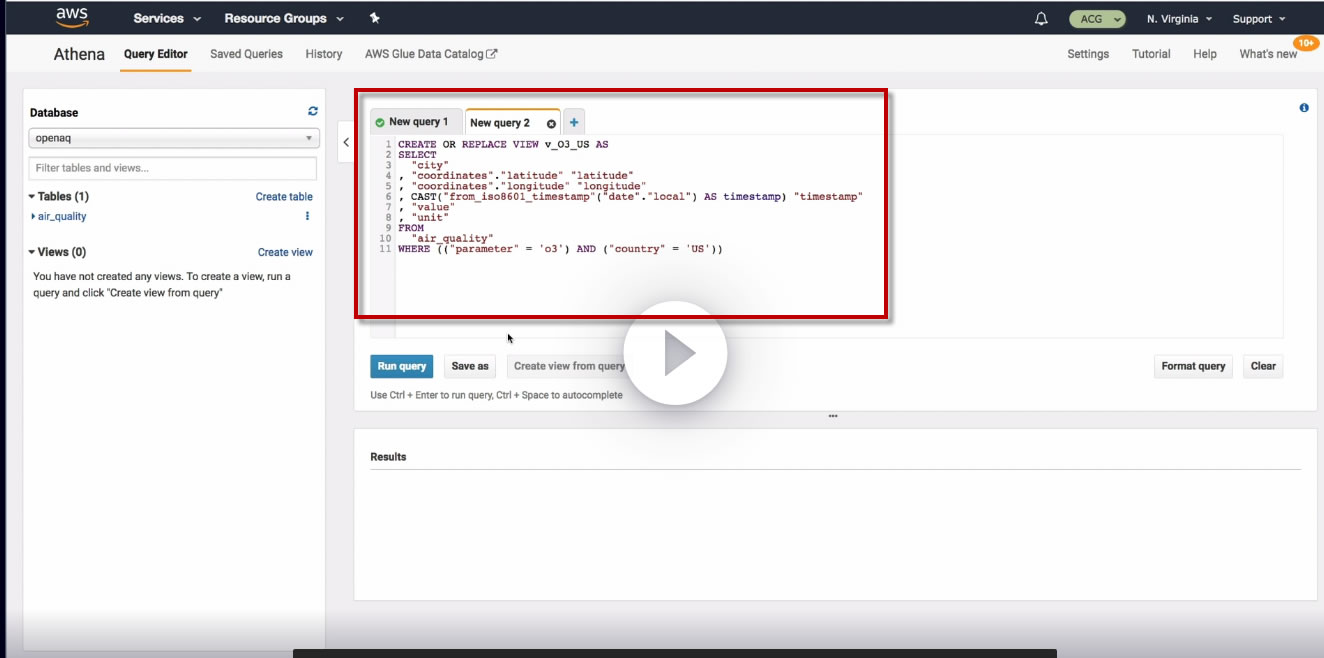 aws
Services
Resource Groups
ACG
N. Virginia
Support
Athena
Query Editor
Saved Queries
History
AWS Glue Data Catalog
Settings
Tutorial
Help
What's new
10+
Database
openaq
Filter tables and views...
Tables (1)
Create table
air_quality
Views (0)
Create view
You have not created any views. To create a view, run a
query and click "Create view from query"
New query 1
New query 2
1 CREATE OR REPLACE VIEW v_O3_US AS
2 SELECT
3 "city"
4 , "coordinates"."latitude" "latitude"
5 , "coordinates"."longitude" "longitude"
6 , CAST("from_iso8601_timestamp"("date"."local") AS timestamp) "timestamp"
7 , "value"
8 , "unit"
9 FROM
10 "air_quality"
11 WHERE (("parameter" = 'o3') AND ("country" = 'US'))
Run query
Save as
Create view from query
Format query
Clear
Use Ctrl + Enter to run query, Ctrl + Space to autocomplete
Results